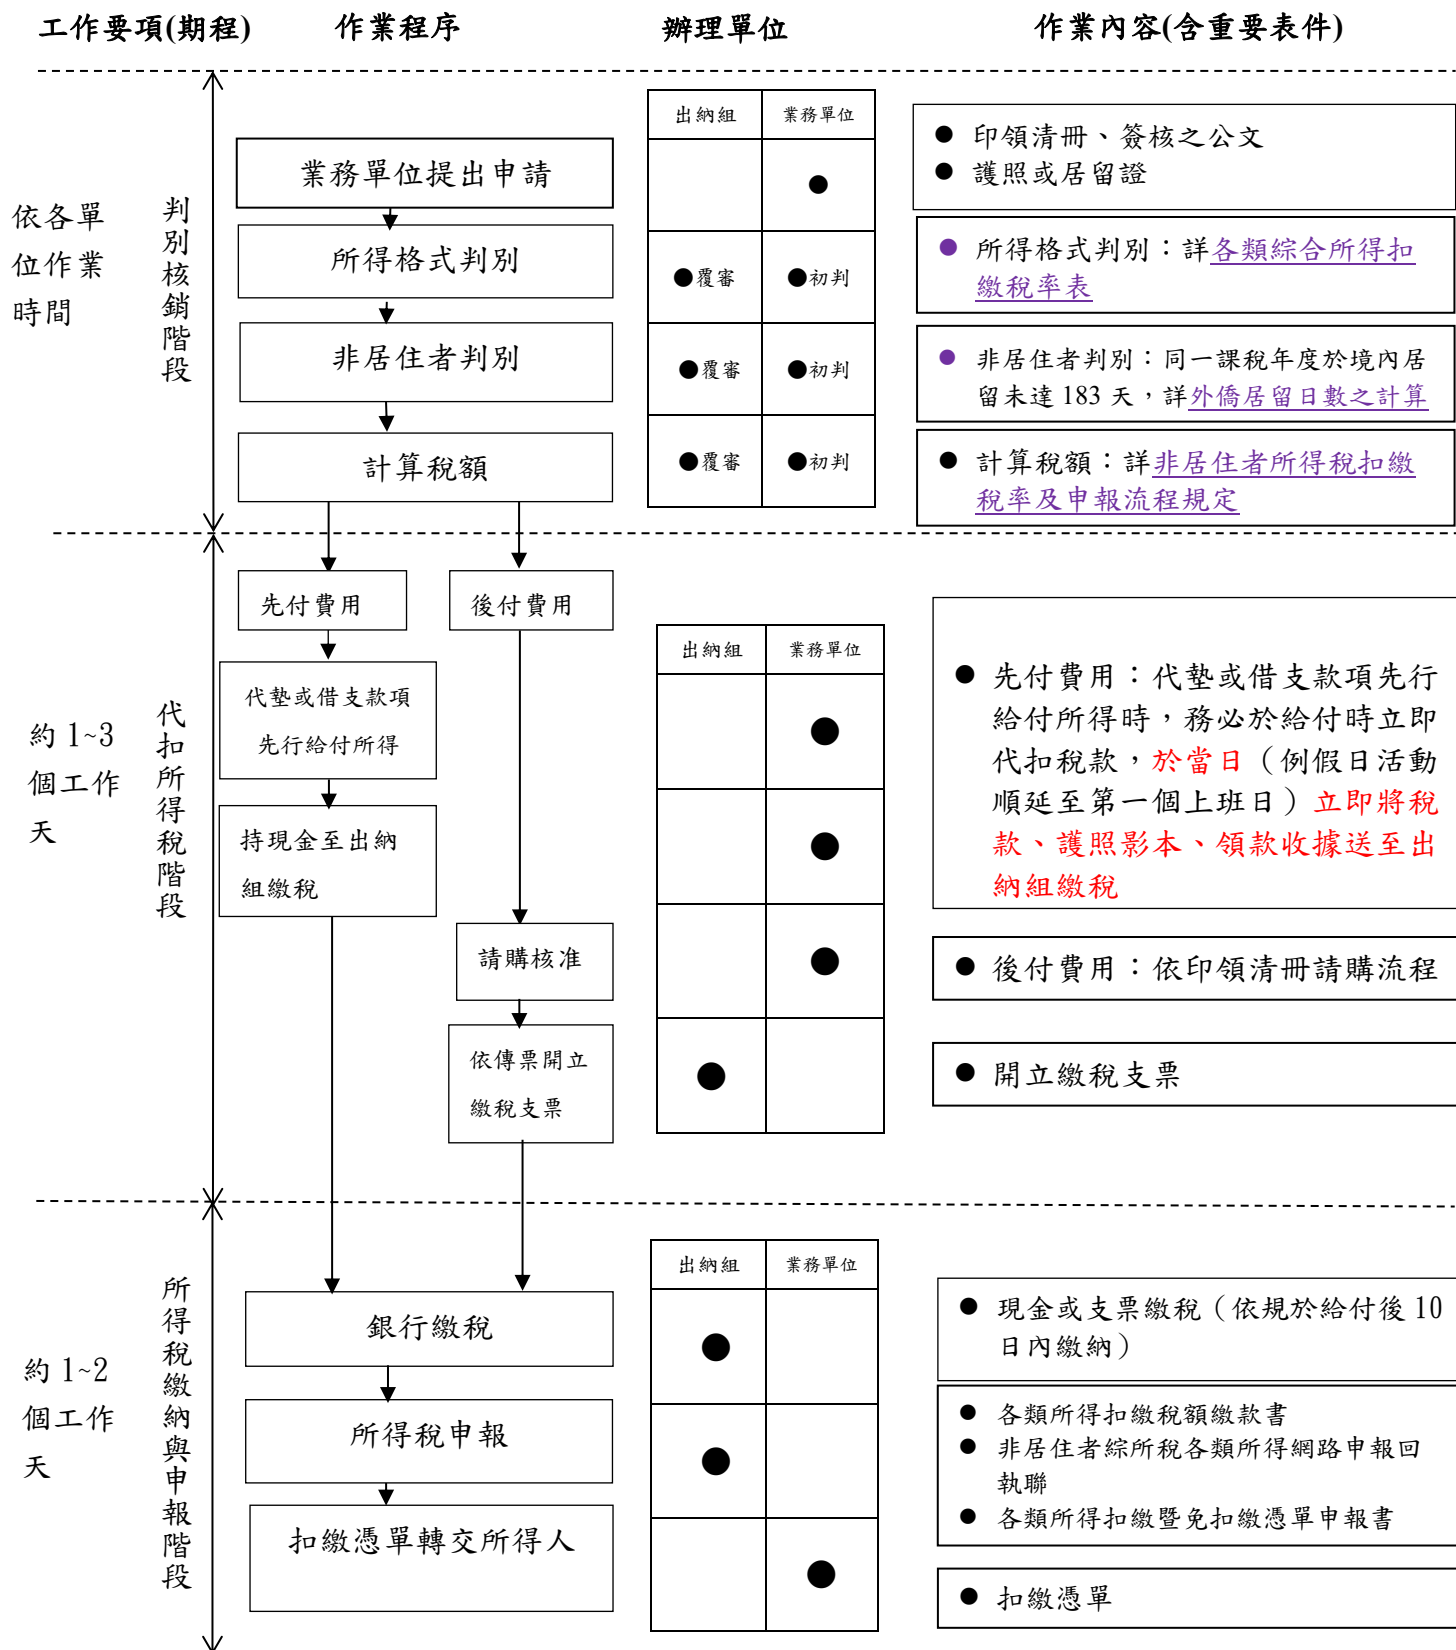 工作要項(期程)
作業程序
辦理單位
作業內容(含重要表件)
依各單
位作業
時間
判別核銷階段
業務單位提出申請
所得格式判別
非居住者判別
計算稅額
出納組
業務單位
●
●覆審
●初判
●覆審
●初判
●覆審
●初判
● 印領清冊、簽核之公文
● 護照或居留證
● 所得格式判別：詳各類綜合所得扣
繳稅率表
● 非居住者判別：同一課稅年度於境內居
留未達 183 天，詳外僑居留日數之計算
● 計算稅額：詳非居住者所得稅扣繳
稅率及申報流程規定
約 1~3
個工作
天
代扣所得稅階段
先付費用
後付費用
代墊或借支款項
先行給付所得
持現金至出納
組繳稅
請購核准
依傳票開立
繳稅支票
出納組
業務單位
●
●
●
●
● 先付費用：代墊或借支款項先行
給付所得時，務必於給付時立即
代扣稅款，於當日（例假日活動
順延至第一個上班日）立即將稅
款、護照影本、領款收據送至出
納組繳稅
● 後付費用：依印領清冊請購流程
● 開立繳稅支票
約 1~2
個工作
天
所得稅繳納與申報階段
銀行繳稅
所得稅申報
扣繳憑單轉交所得人
出納組
業務單位
●
●
●
● 現金或支票繳稅（依規於給付後 10
日內繳納）
● 各類所得扣繳稅額繳款書
● 非居住者綜所稅各類所得網路申報回
執聯
● 各類所得扣繳暨免扣繳憑單申報書
● 扣繳憑單